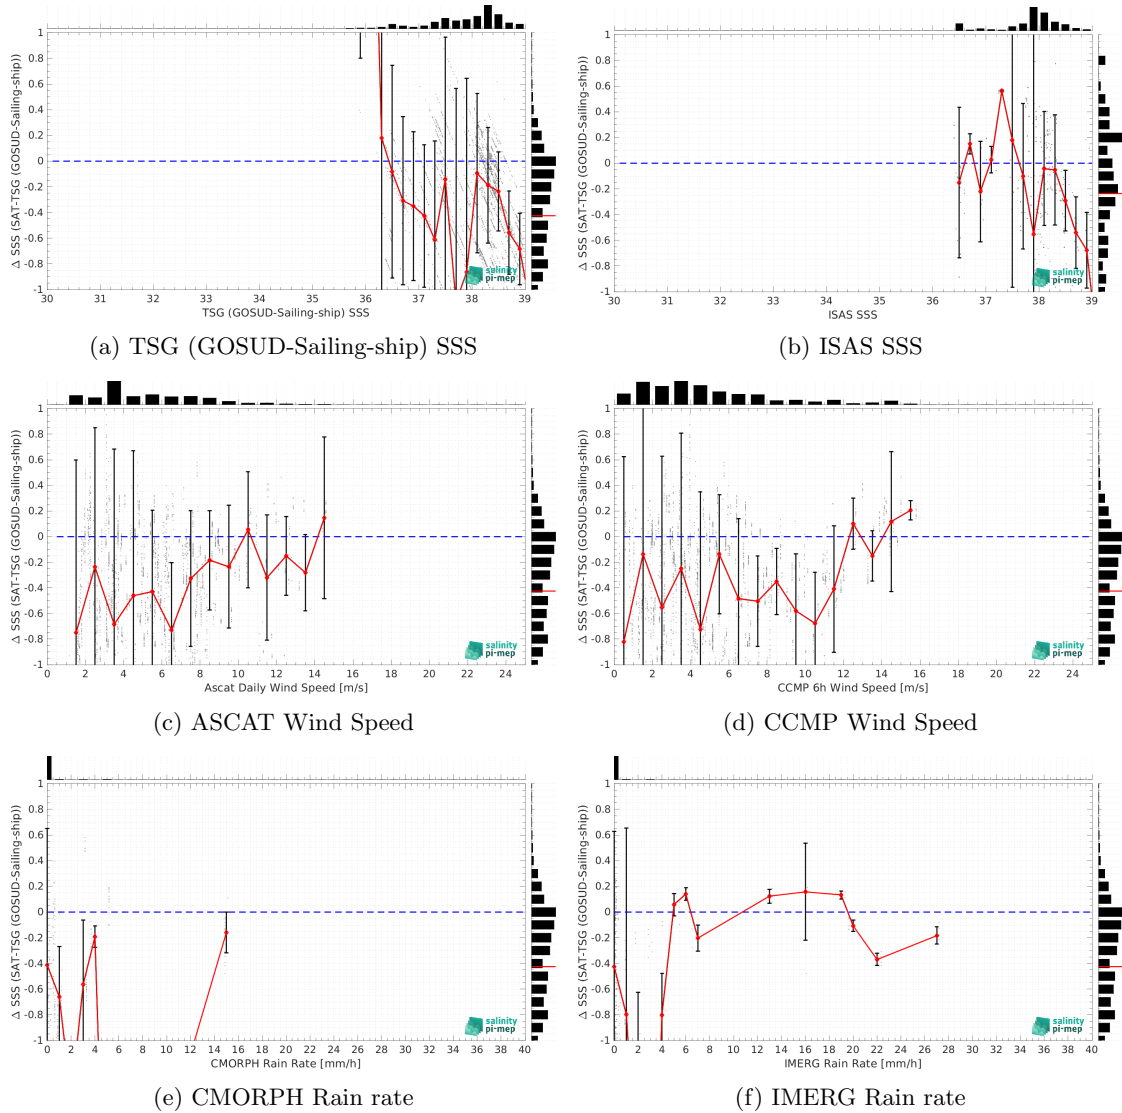 1
0.8
0.6
0.4
0.2
0
-0.2
-0.4
-0.6
-0.8
-1
Δ SSS (SAT-TSG (GOSUD-Sailing-ship))
30 31 32 33 34 35 36 37 38 39
TSG (GOSUD-Sailing-ship) SSS
salinity
pi-mep
(a) TSG (GOSUD-Sailing-ship) SSS
1
0.8
0.6
0.4
0.2
0
-0.2
-0.4
-0.6
-0.8
-1
Δ SSS (SAT-TSG (GOSUD-Sailing-ship))
30 31 32 33 34 35 36 37 38 39
ISAS SSS
salinity
pi-mep
(b) ISAS SSS
1
0.8
0.6
0.4
0.2
0
-0.2
-0.4
-0.6
-0.8
-1
Δ SSS (SAT-TSG (GOSUD-Sailing-ship))
0 2 4 6 8 10 12 14 16 18 20 22 24
Ascat Daily Wind Speed [m/s]
salinity
pi-mep
(c) ASCAT Wind Speed
1
0.8
0.6
0.4
0.2
0
-0.2
-0.4
-0.6
-0.8
-1
Δ SSS (SAT-TSG (GOSUD-Sailing-ship))
0 2 4 6 8 10 12 14 16 18 20 22 24
CCMP 6h Wind Speed [m/s]
salinity
pi-mep
(d) CCMP Wind Speed
1
0.8
0.6
0.4
0.2
0
-0.2
-0.4
-0.6
-0.8
-1
Δ SSS (SAT-TSG (GOSUD-Sailing-ship))
0 2 4 6 8 10 12 14 16 18 20 22 24 26 28 30 32 34 36 38 40
CMORPH Rain Rate [mm/h]
salinity
pi-mep
(e) CMORPH Rain rate
1
0.8
0.6
0.4
0.2
0
-0.2
-0.4
-0.6
-0.8
-1
Δ SSS (SAT-TSG (GOSUD-Sailing-ship))
0 2 4 6 8 10 12 14 16 18 20 22 24 26 28 30 32 34 36 38 40
IMERG Rain Rate [mm/h]
salinity
pi-mep
(f) IMERG Rain rate